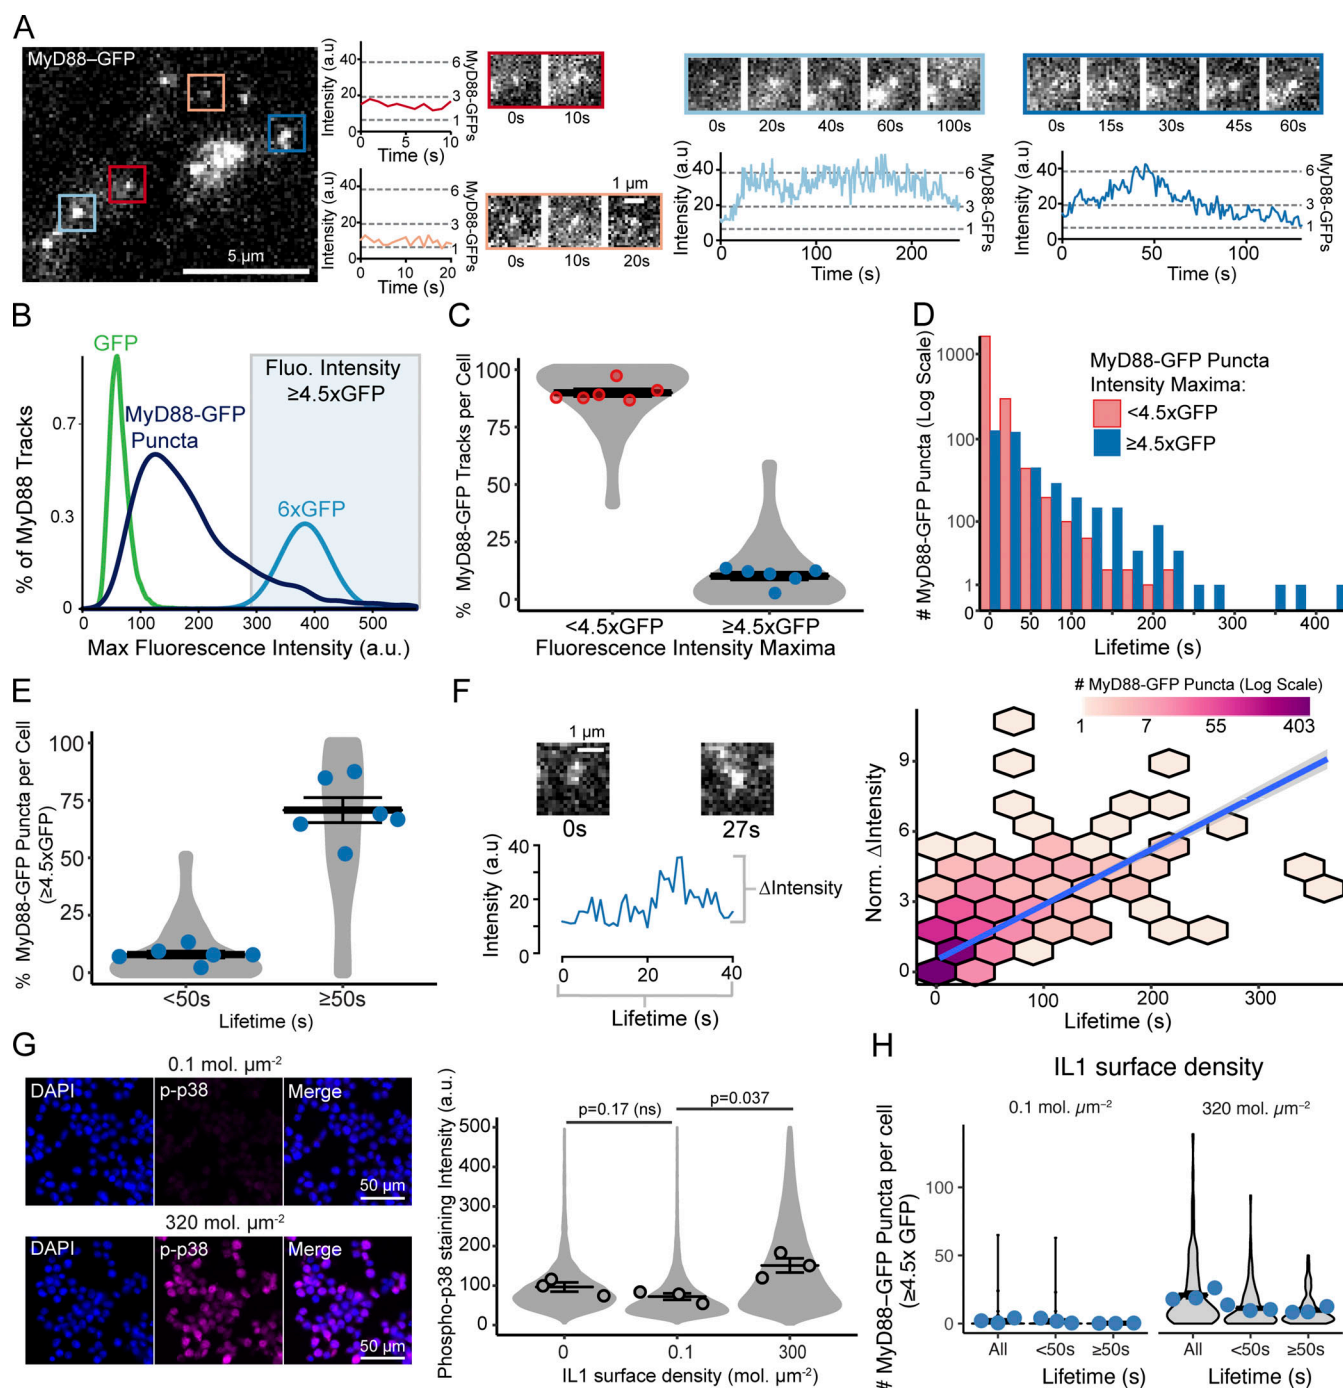 A
MyD88–GFP
5 µm
Intensity (a.u)
40
20
0
6
3
1
MyD88-GFPs
0
5
10
Time (s)
0s
10s
Intensity (a.u)
40
20
0
6
3
1
MyD88-GFPs
0
10
20
Time (s)
1 µm
0s
10s
20s
0s
20s
40s
60s
100s
Intensity (a.u)
40
20
0
6
3
1
MyD88-GFPs
0
100
200
Time (s)
0s
15s
30s
45s
60s
Intensity (a.u)
40
20
0
6
3
1
MyD88-GFPs
0
50
100
Time (s)
B
GFP
MyD88-GFP
Puncta
Fluo. Intensity
≥4.5xGFP
6xGFP
% of MyD88 Tracks
0.7
0.3
0
0
100
200
300
400
500
Max Fluorescence Intensity (a.u.)
C
% MyD88-GFP Tracks per Cell
100
75
50
25
0
<4.5xGFP
≥4.5xGFP
Fluorescence Intensity Maxima
D
# MyD88-GFP Puncta (Log Scale)
1000
100
100
1
0
MyD88-GFP Puncta
Intensity Maxima:
<4.5xGFP
≥4.5xGFP
0
50
100
200
300
400
Lifetime (s)
E
% MyD88-GFP Puncta per Cell
(≥4.5xGFP)
100
75
50
25
0
<50s
≥50s
Lifetime (s)
F
1 µm
0s
27s
Intensity (a.u)
40
20
0
ΔIntensity
0
20
40
Lifetime (s)
# MyD88-GFP Puncta (Log Scale)
1
7
55
403
Norm. ΔIntensity
9
6
3
0
0
100
200
300
Lifetime (s)
G
0.1 mol. µm⁻²
DAPI
p-p38
Merge
50 µm
320 mol. µm⁻²
DAPI
p-p38
Merge
50 µm
Phospho-p38 staining Intensity (a.u.)
500
400
300
200
100
0
p=0.17 (ns)
p=0.037
0
0.1
300
IL1 surface density (mol. µm⁻²)
H
IL1 surface density
0.1 mol. µm⁻²
320 mol. µm⁻²
# MyD88–GFP Puncta per cell
(≥4.5x GFP)
100
50
0
All
<50s
≥50s
All
<50s
≥50s
Lifetime (s)
Lifetime (s)